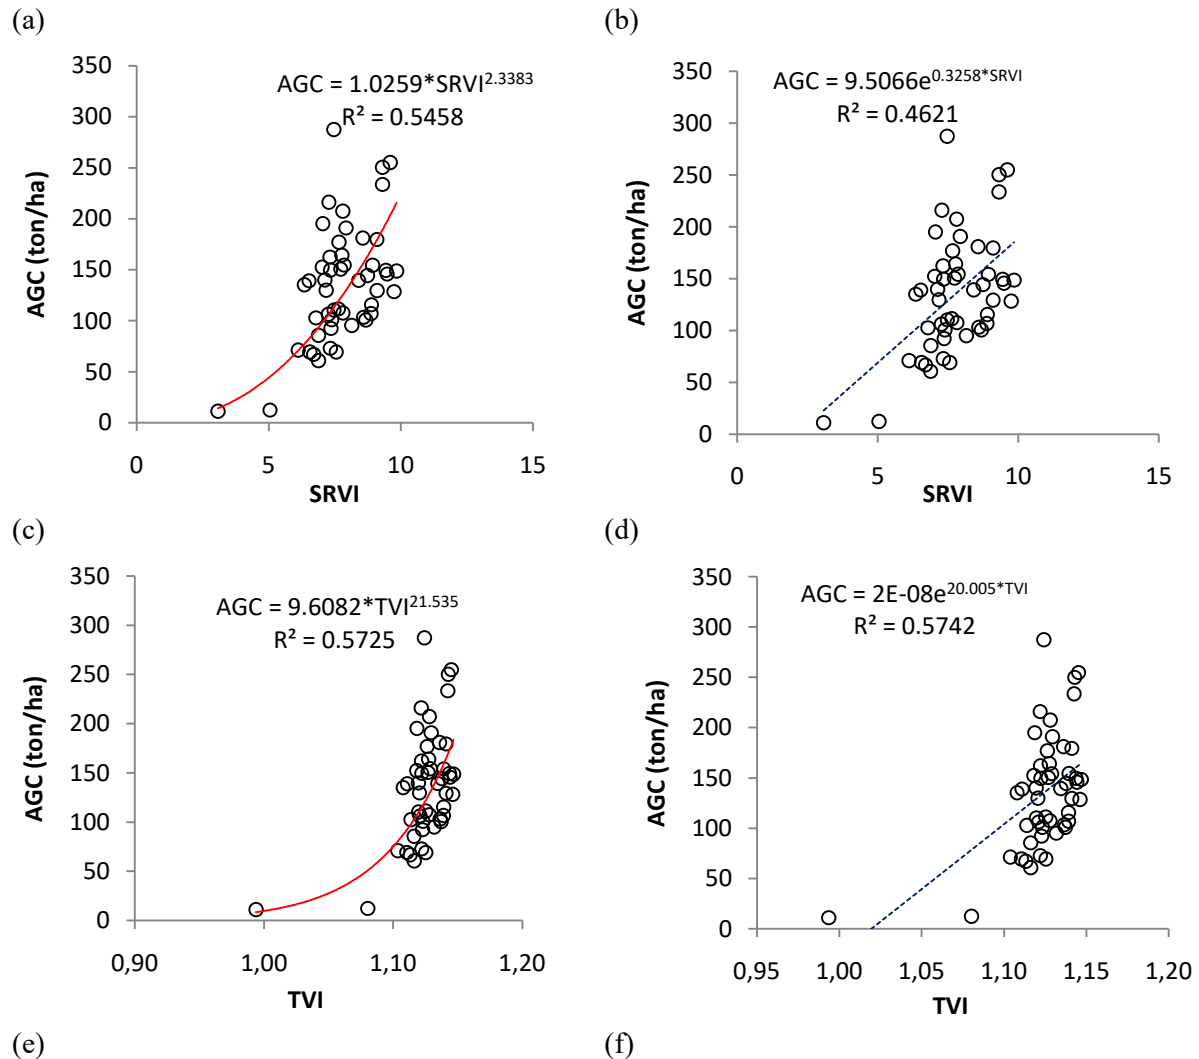 (a)
350
300
250
200
150
100
50
0
AGC (ton/ha)
AGC = 1.0259*SRVI^2.3383
R² = 0.5458
0 5 10 15
SRVI
(b)
350
300
250
200
150
100
50
0
AGC (ton/ha)
AGC = 9.5066e^0.3258*SRVI
R² = 0.4621
0 5 10 15
SRVI
(c)
350
300
250
200
150
100
50
0
AGC (ton/ha)
AGC = 9.6082*TVI^21.535
R² = 0.5725
0,90 1,00 1,10 1,20
TVI
(d)
350
300
250
200
150
100
50
0
AGC (ton/ha)
AGC = 2E-08e^20.005*TVI
R² = 0.5742
0,95 1,00 1,05 1,10 1,15 1,20
TVI
(e)
(f)